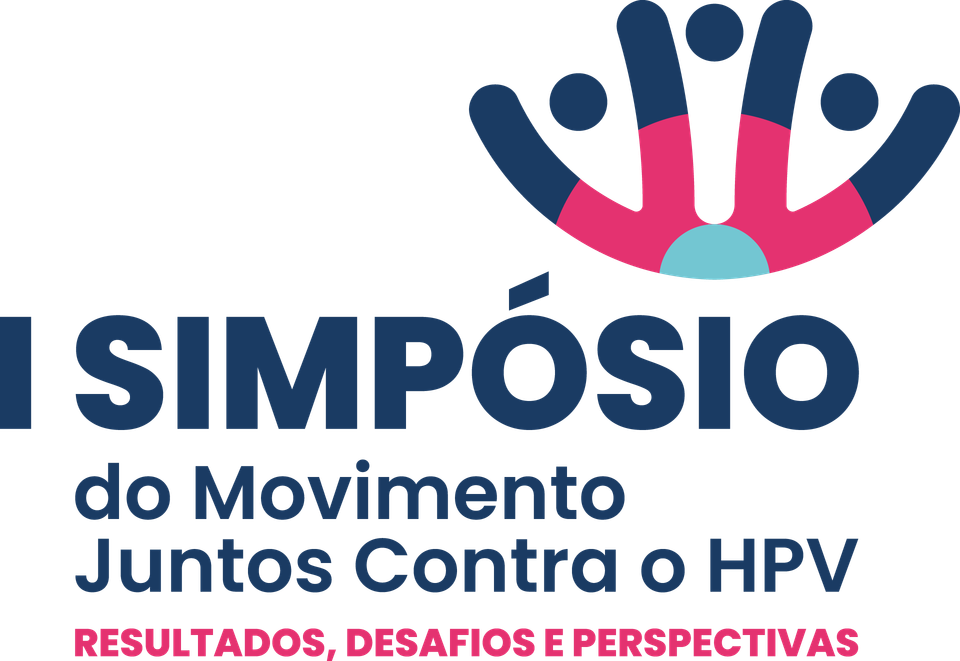 I SIMPÓSIO
do Movimento
Juntos Contra o HPV
RESULTADOS, DESAFIOS E PERSPECTIVAS